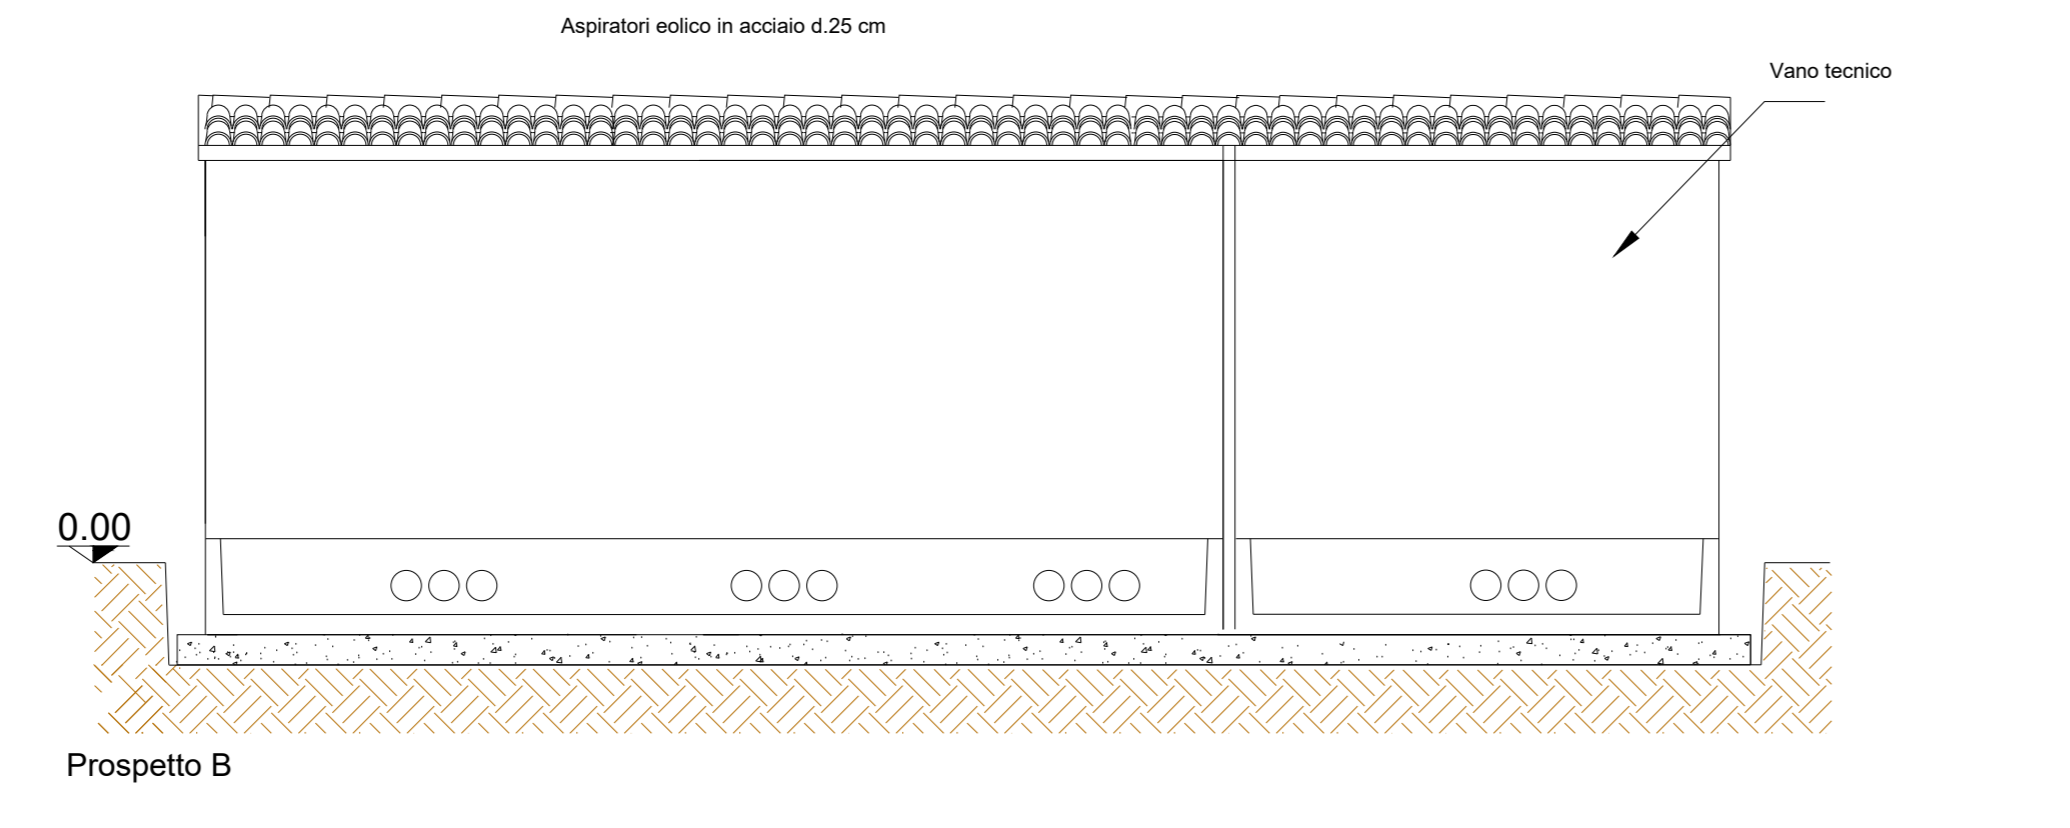 Aspiratori eolico in acciaio d.25 cm
Vano tecnico
0.00
Prospetto B